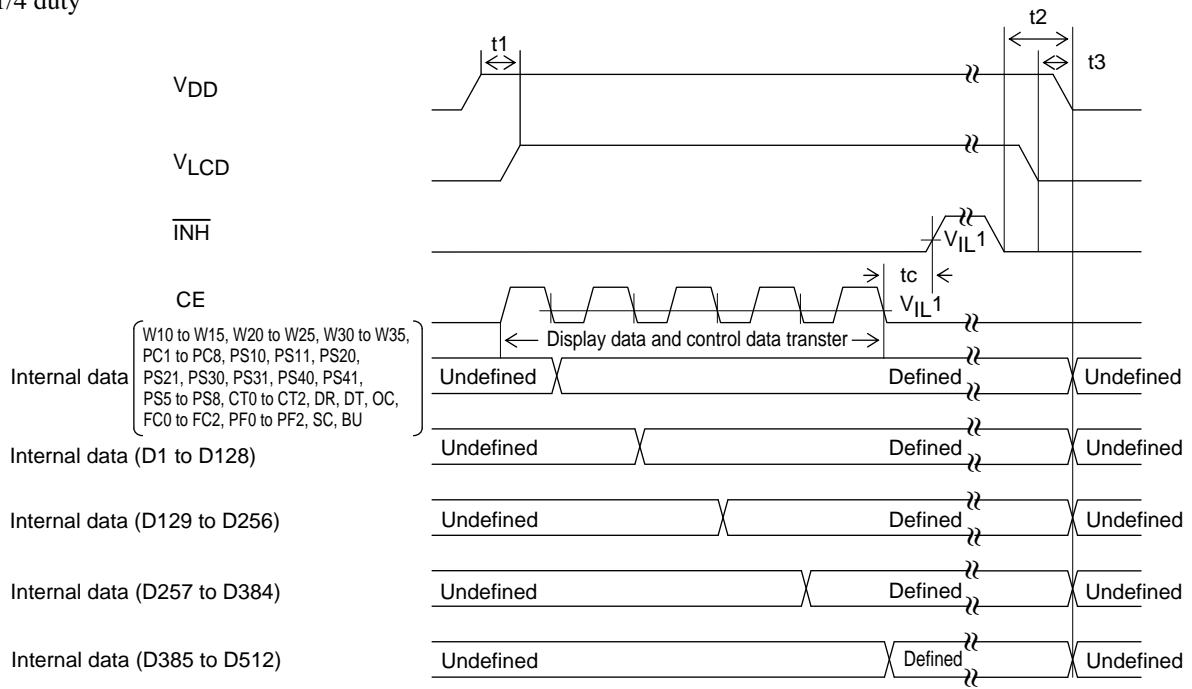 1/4 duty
t2
t1
t3
VDD
VLCD
INH
VIL1
tc
CE
VIL1
W10 to W15, W20 to W25, W30 to W35,
Display data and control data transter
PC1 to PC8, PS10, PS11, PS20,
Internal data
PS21, PS30, PS31, PS40, PS41,
Undefined
Defined
Undefined
PS5 to PS8, CT0 to CT2, DR, DT, OC,
FC0 to FC2, PF0 to PF2, SC, BU
Internal data (D1 to D128)
Undefined
Defined
Undefined
Internal data (D129 to D256)
Undefined
Defined
Undefined
Internal data (D257 to D384)
Undefined
Defined
Undefined
Internal data (D385 to D512)
Undefined
Defined
Undefined